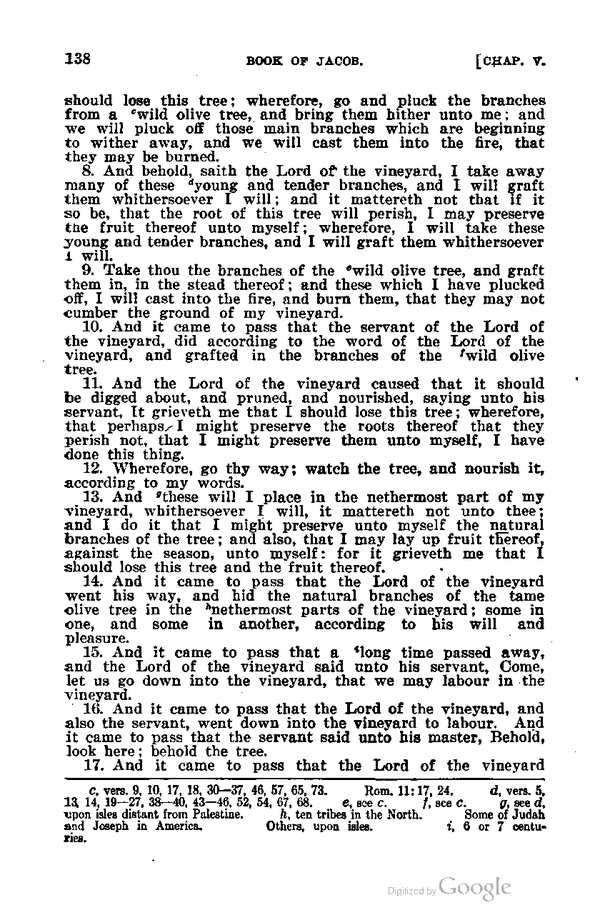 138 BOOK OF JACOB. [CHAP. V.
should lose this tree; wherefore, go and pluck the branches
from a ᶜwild olive tree, and bring them hither unto me; and
we will pluck off those main branches which are beginning
to wither away, and we will cast them into the fire, that
they may be burned.
8. And behold, saith the Lord of the vineyard, I take away
many of these ᵈyoung and tender branches, and I will graft
them whithersoever I will; and it mattereth not that if it
so be, that the root of this tree will perish, I may preserve
the fruit thereof unto myself; wherefore, I will take these
young and tender branches, and I will graft them whithersoever
I will.
9. Take thou the branches of the ᵉwild olive tree, and graft
them in, in the stead thereof; and these which I have plucked
off, I will cast into the fire, and burn them, that they may not
cumber the ground of my vineyard.
10. And it came to pass that the servant of the Lord of
the vineyard, did according to the word of the Lord of the
vineyard, and grafted in the branches of the ᶠwild olive
tree.
11. And the Lord of the vineyard caused that it should
be digged about, and pruned, and nourished, saying unto his
servant, It grieveth me that I should lose this tree; wherefore,
that perhaps I might preserve the roots thereof that they
perish not, that I might preserve them unto myself, I have
done this thing.
12. Wherefore, go thy way; watch the tree, and nourish it,
according to my words.
13. And ᵍthese will I place in the nethermost part of my
vineyard, whithersoever I will, it mattereth not unto thee;
and I do it that I might preserve unto myself the natural
branches of the tree; and also, that I may lay up fruit thereof,
against the season, unto myself: for it grieveth me that I
should lose this tree and the fruit thereof.
14. And it came to pass that the Lord of the vineyard
went his way, and hid the natural branches of the tame
olive tree in the ʰnethermost parts of the vineyard; some in
one, and some in another, according to his will and
pleasure.
15. And it came to pass that a ⁱlong time passed away,
and the Lord of the vineyard said unto his servant, Come,
let us go down into the vineyard, that we may labour in the
vineyard.
16. And it came to pass that the Lord of the vineyard, and
also the servant, went down into the vineyard to labour. And
it came to pass that the servant said unto his master, Behold,
look here; behold the tree.
17. And it came to pass that the Lord of the vineyard
c, vers. 9, 10, 17, 18, 30—37, 46, 57, 65, 73. Rom. 11:17, 24. d, vers. 5,
13, 14, 19—27, 38—40, 43—46, 52, 54, 67, 68. e, see c. f, see c. g, see d,
upon isles distant from Palestine. h, ten tribes in the North. Some of Judah
and Joseph in America. Others, upon isles. i, 6 or 7 centu-
ries.
Digitized by Google